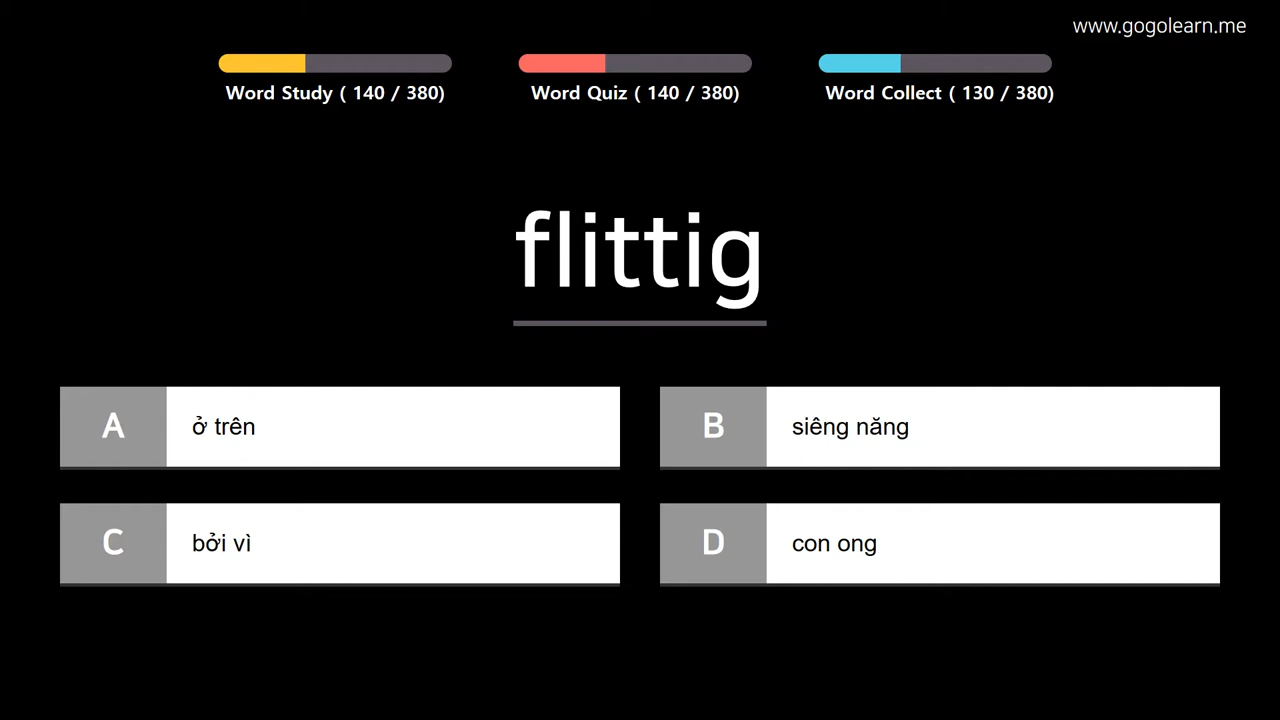 www.gogolearn.me
Word Study ( 140 / 380)
Word Quiz ( 140 / 380)
Word Collect ( 130 / 380)
flittig
A ở trên
B siêng năng
C bởi vì
D con ong